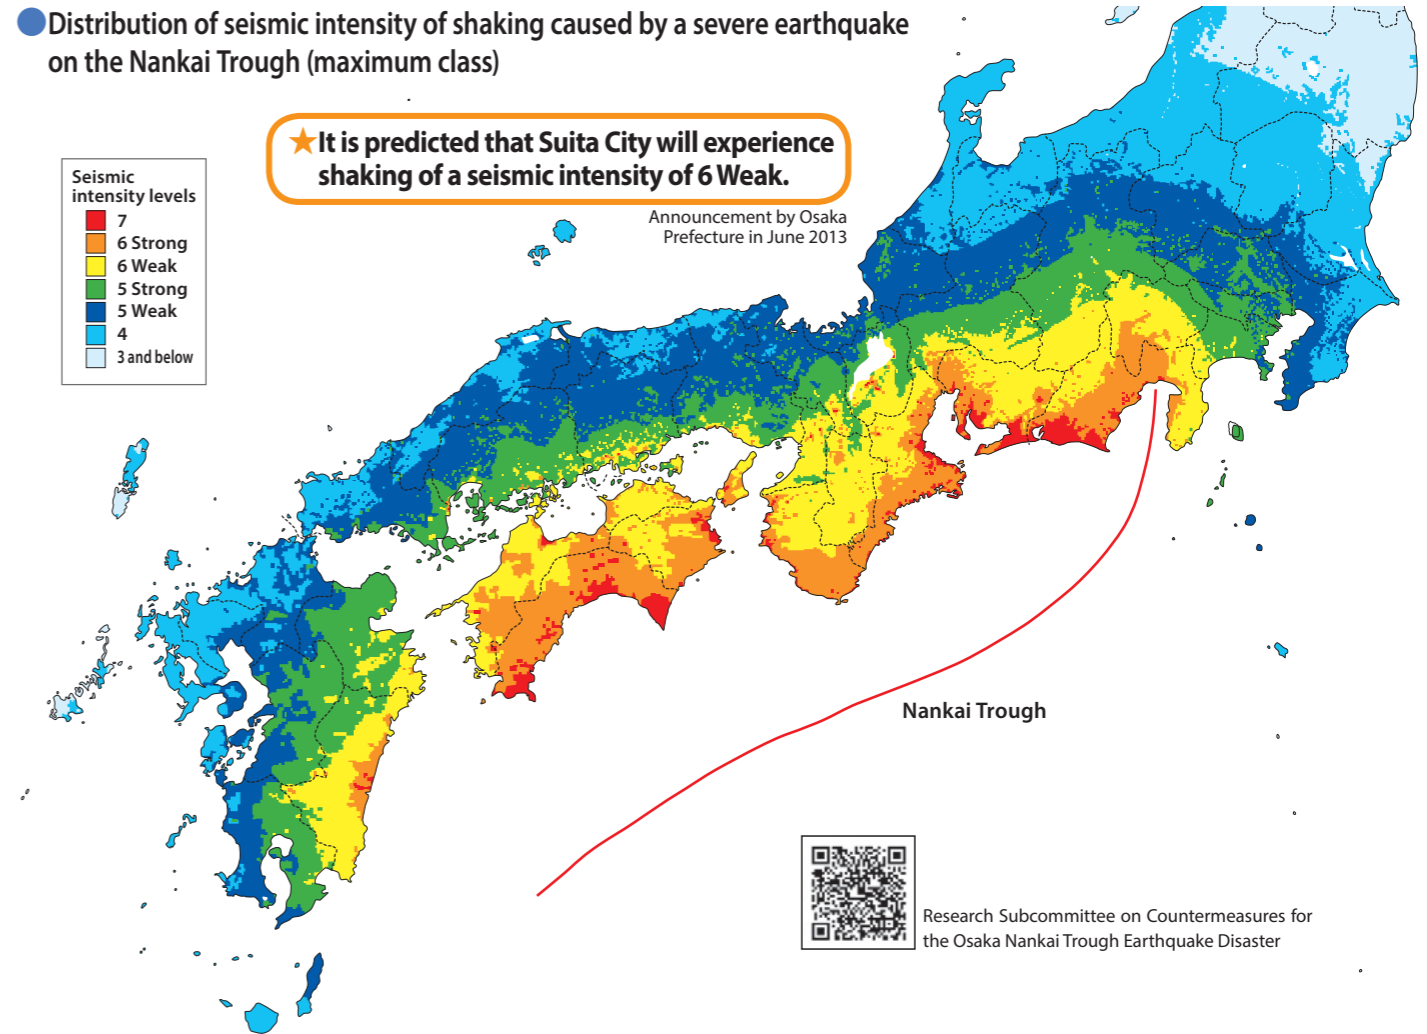 Distribution of seismic intensity of shaking caused by a severe earthquake
on the Nankai Trough (maximum class)
★It is predicted that Suita City will experience
shaking of a seismic intensity of 6 Weak.
Announcement by Osaka
Prefecture in June 2013
Seismic
intensity levels
7
6 Strong
6 Weak
5 Strong
5 Weak
4
3 and below
Nankai Trough
Research Subcommittee on Countermeasures for
the Osaka Nankai Trough Earthquake Disaster